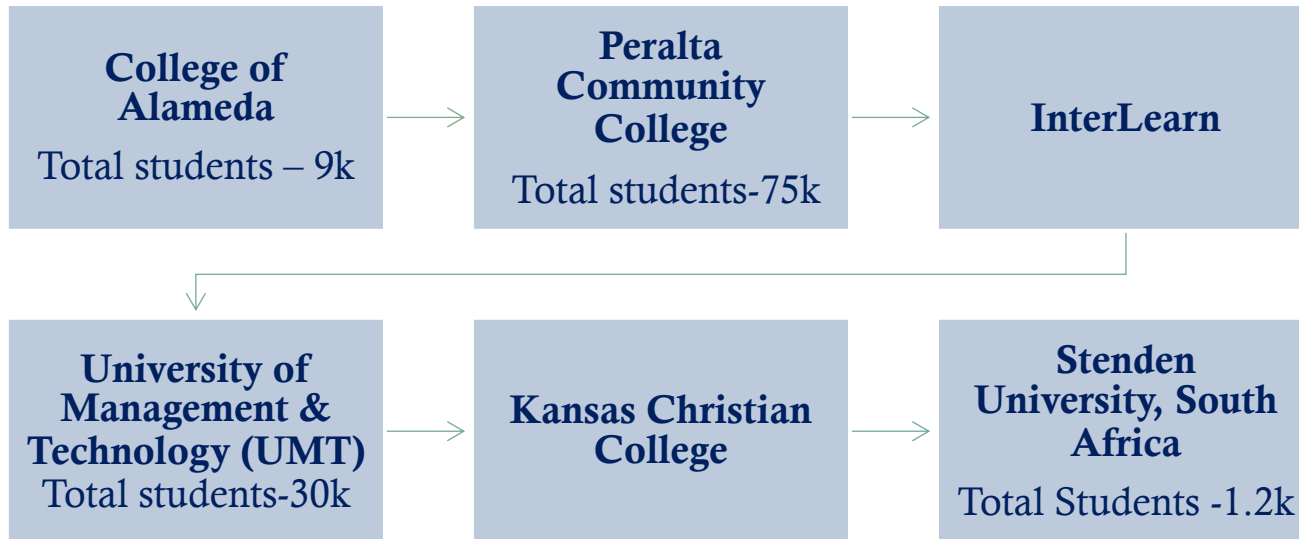 College of
Alameda
Total students – 9k
Peralta
Community
College
Total students-75k
InterLearn
University of
Management &
Technology (UMT)
Total students-30k
Kansas Christian
College
Stenden
University, South
Africa
Total Students -1.2k